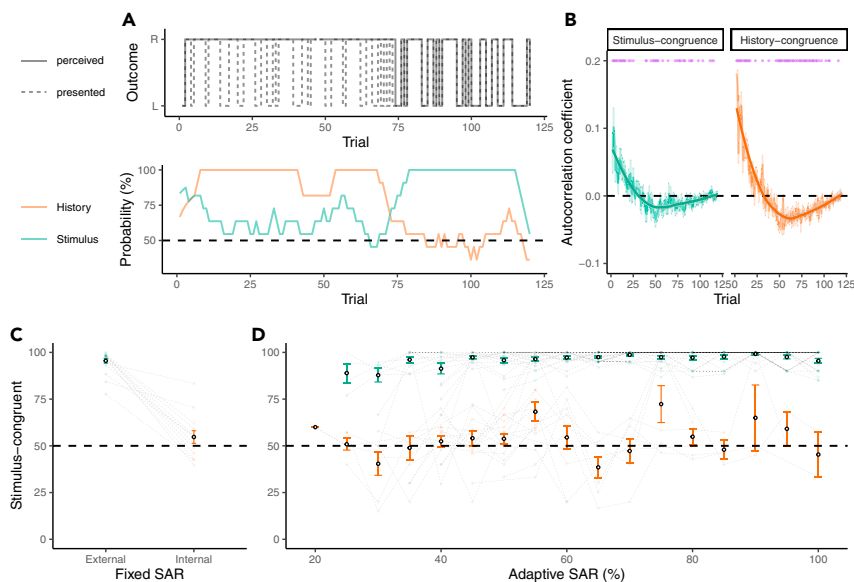 A
perceived
presented
Outcome
R
L
0
25
50
75
100
125
Trial
History
Stimulus
Probability (%)
100
75
50
0
25
50
75
100
125
Trial
B
Stimulus−congruence
History−congruence
Autocorrelation coefficient
0.2
0.1
0.0
−0.1
0
25
50
75
100
125
0
25
50
75
100
125
Trial
C
Stimulus−congruent
100
75
50
25
0
External
Internal
Fixed SAR
D
100
75
50
25
0
20
40
60
80
100
Adaptive SAR (%)